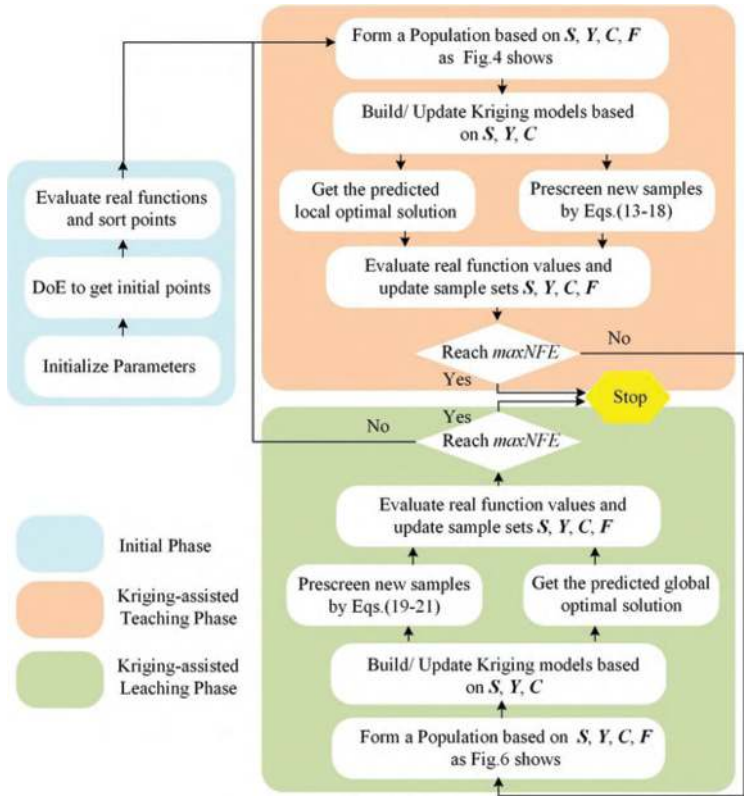 Form a Population based on S, Y, C, F
as Fig.4 shows
Build/ Update Kriging models based
on S, Y, C
Get the predicted
local optimal solution
Prescreen new samples
by Eqs.(13-18)
Evaluate real function values and
update sample sets S, Y, C, F
Reach maxNFE
No
Yes
Stop
Evaluate real functions
and sort points
DoE to get initial points
Initialize Parameters
Yes
No
Reach maxNFE
Evaluate real function values and
update sample sets S, Y, C, F
Prescreen new samples
by Eqs.(19-21)
Get the predicted global
optimal solution
Build/ Update Kriging models based
on S, Y, C
Form a Population based on S, Y, C, F
as Fig.6 shows
Initial Phase
Kriging-assisted
Teaching Phase
Kriging-assisted
Leaching Phase